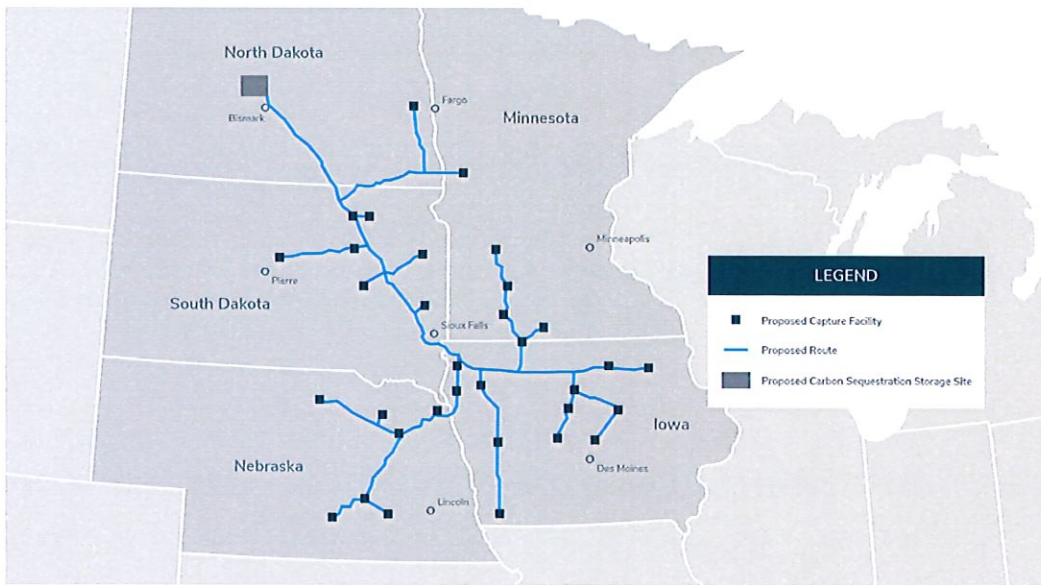 North Dakota
Bismark
Fargo
Minnesota
Minneapolis
Pierre
South Dakota
Sioux Falls
Iowa
Nebraska
Des Moines
Lincoln
LEGEND
Proposed Capture Facility
Proposed Route
Proposed Carbon Sequestration Storage Site